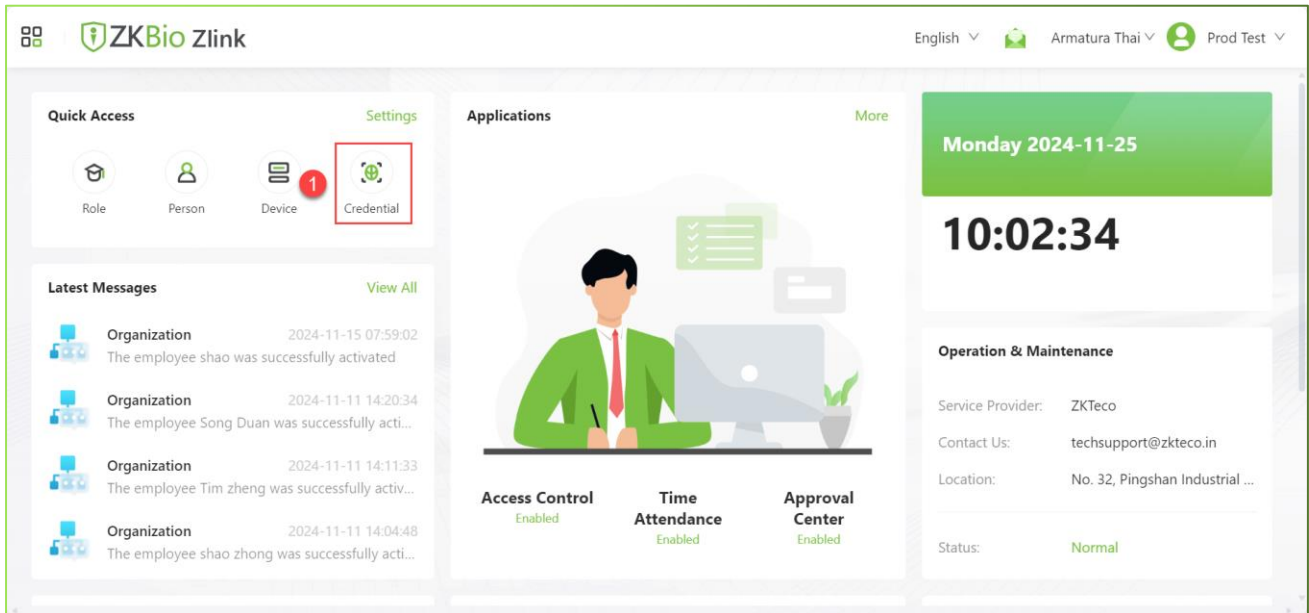 ZKBio Zlink
English
Armatura Thai
Prod Test
Quick Access
Settings
1
Role
Person
Device
Credential
Latest Messages
View All
Organization 2024-11-15 07:59:02
The employee shao was successfully activated
Organization 2024-11-11 14:20:34
The employee Song Duan was successfully acti...
Organization 2024-11-11 14:11:33
The employee Tim zheng was successfully activ...
Organization 2024-11-11 14:04:48
The employee shao zhong was successfully acti...
Applications
More
Access Control
Enabled
Time
Attendance
Enabled
Approval
Center
Enabled
Monday 2024-11-25
10:02:34
Operation & Maintenance
Service Provider: ZKTeco
Contact Us: techsupport@zkteco.in
Location: No. 32, Pingshan Industrial ...
Status: Normal